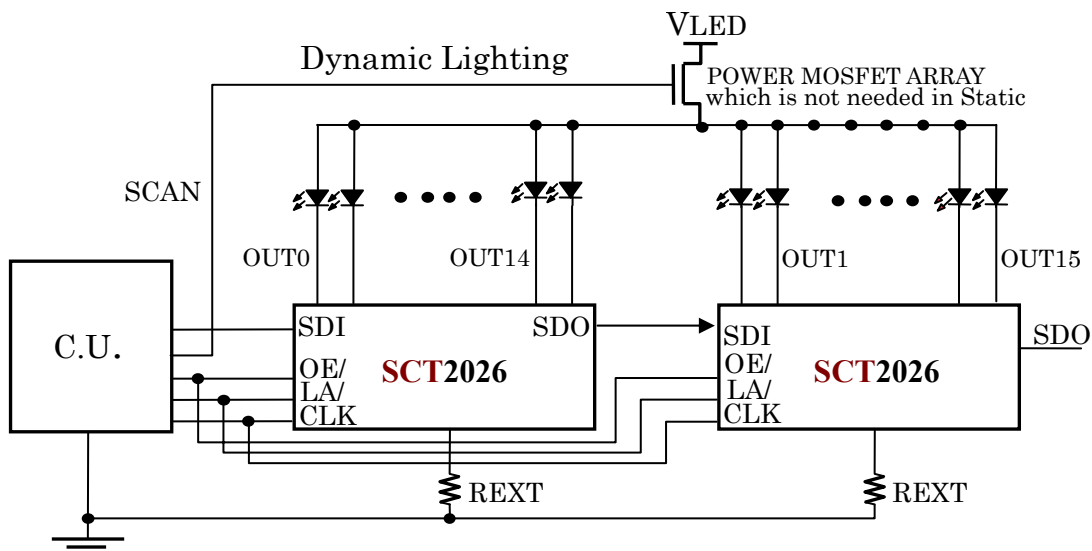 VLED
Dynamic Lighting
POWER MOSFET ARRAY
which is not needed in Static
SCAN
OUT0
OUT14
OUT1
OUT15
C.U.
SDI
SDO
OE/
LA/
CLK
SCT2026
SDI
OE/
LA/
CLK
SCT2026
SDO
REXT
REXT